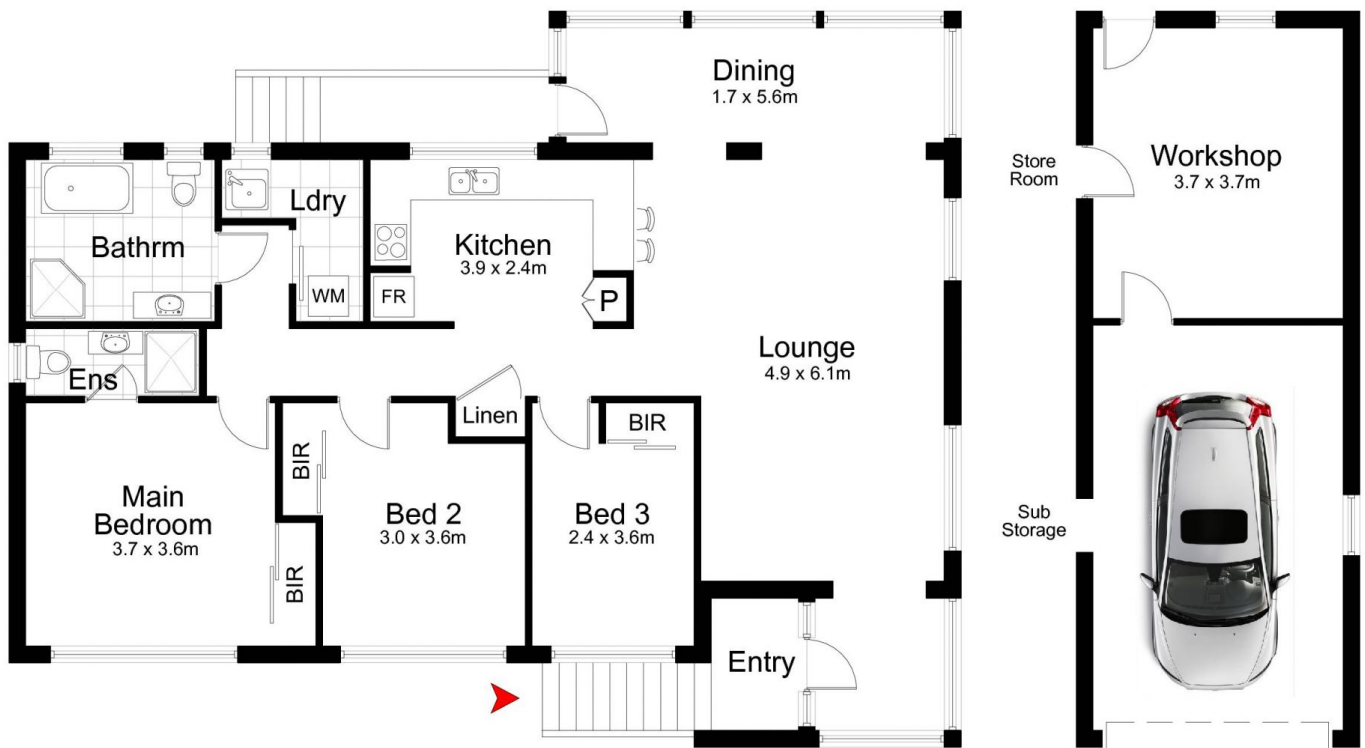 Dining
1.7 x 5.6m
Bathrm
Ldry
WM
Kitchen
3.9 x 2.4m
FR
P
Ens
Lounge
4.9 x 6.1m
Linen
BIR
BIR
BIR
Main
Bedroom
3.7 x 3.6m
Bed 2
3.0 x 3.6m
Bed 3
2.4 x 3.6m
Entry
Store
Room
Workshop
3.7 x 3.7m
Sub
Storage